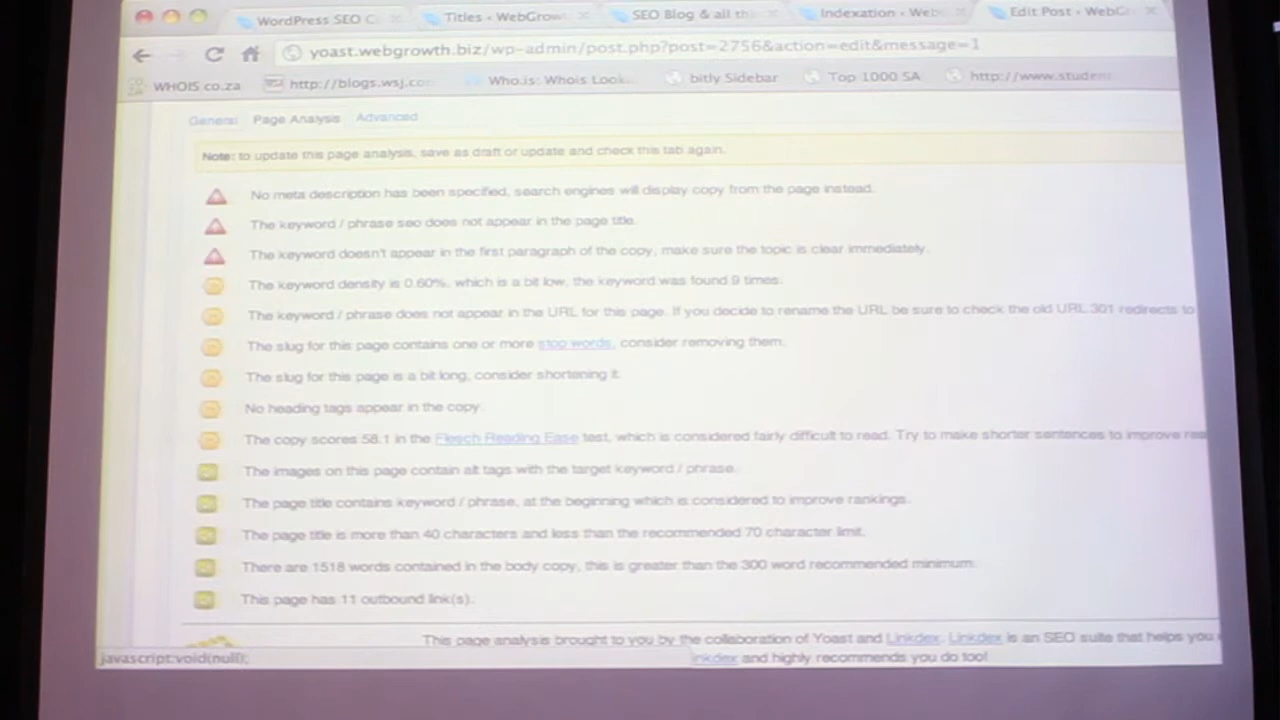 WordPress SEO C
Titles ‹ WebGrow
SEO Blog & all th
Indexation ‹ Web
Edit Post ‹ WebGr
yoast.webgrowth.biz/wp-admin/post.php?post=2756&action=edit&message=1
WHOIS co.za
http://blogs.wsj.co
Who.is: Whois Look
bitly Sidebar
Top 1000 SA
http://www.studen
General Page Analysis Advanced
Note: to update this page analysis, save as draft or update and check this tab again.
No meta description has been specified, search engines will display copy from the page instead.
The keyword / phrase seo does not appear in the page title.
The keyword doesn't appear in the first paragraph of the copy, make sure the topic is clear immediately.
The keyword density is 0.60%, which is a bit low, the keyword was found 9 times.
The keyword / phrase does not appear in the URL for this page. If you decide to rename the URL be sure to check the old URL 301 redirects to
The slug for this page contains one or more stop words, consider removing them.
The slug for this page is a bit long, consider shortening it.
No heading tags appear in the copy.
The copy scores 58.1 in the Flesch Reading Ease test, which is considered fairly difficult to read. Try to make shorter sentences to improve rea
The images on this page contain alt tags with the target keyword / phrase.
The page title contains keyword / phrase, at the beginning which is considered to improve rankings.
The page title is more than 40 characters and less than the recommended 70 character limit.
There are 1518 words contained in the body copy, this is greater than the 300 word recommended minimum.
This page has 11 outbound link(s).
This page analysis brought to you by the collaboration of Yoast and Linkdex. Linkdex is an SEO suite that helps you
inkdex and highly recommends you do too!
javascript:void(null);